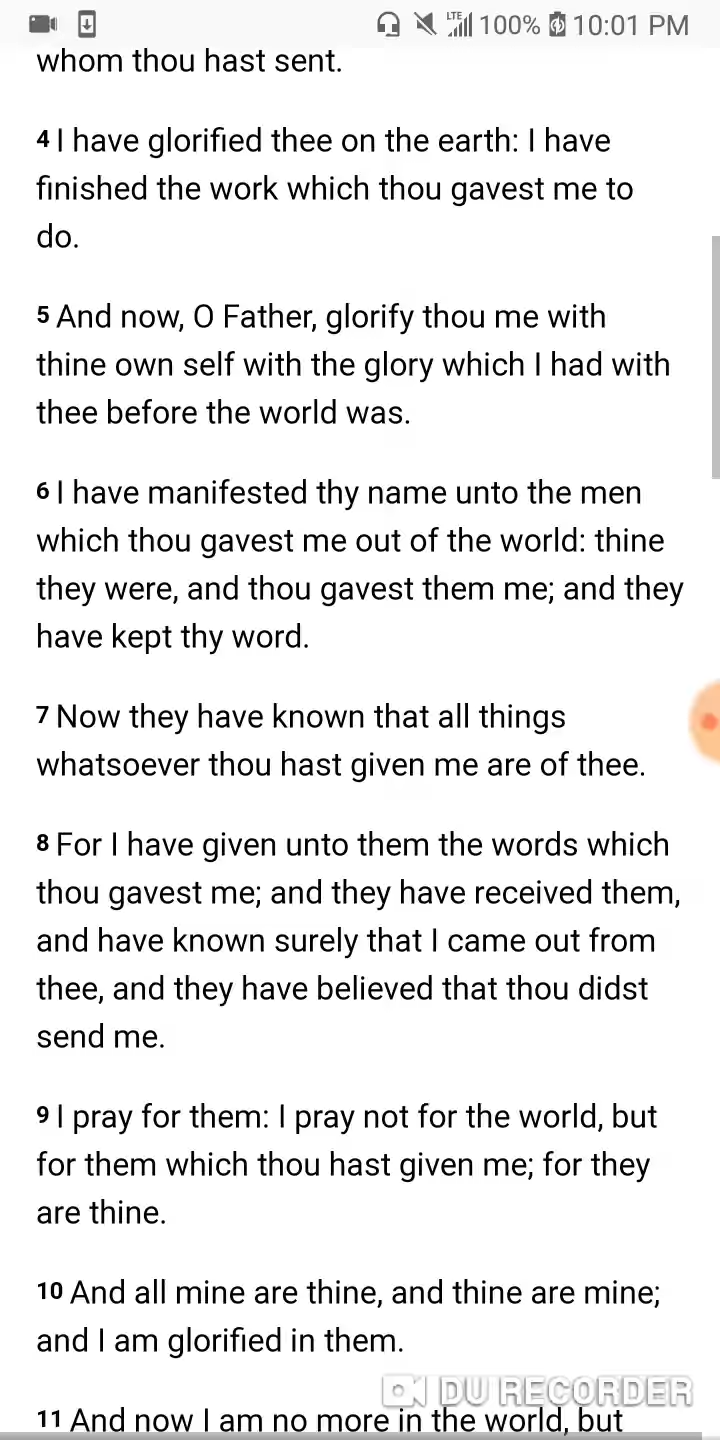 LTE 100% 10:01 PM
whom thou hast sent.
4 I have glorified thee on the earth: I have
finished the work which thou gavest me to
do.
5 And now, O Father, glorify thou me with
thine own self with the glory which I had with
thee before the world was.
6 I have manifested thy name unto the men
which thou gavest me out of the world: thine
they were, and thou gavest them me; and they
have kept thy word.
7 Now they have known that all things
whatsoever thou hast given me are of thee.
8 For I have given unto them the words which
thou gavest me; and they have received them,
and have known surely that I came out from
thee, and they have believed that thou didst
send me.
9 I pray for them: I pray not for the world, but
for them which thou hast given me; for they
are thine.
10 And all mine are thine, and thine are mine;
and I am glorified in them.
DU RECORDER
11 And now I am no more in the world, but